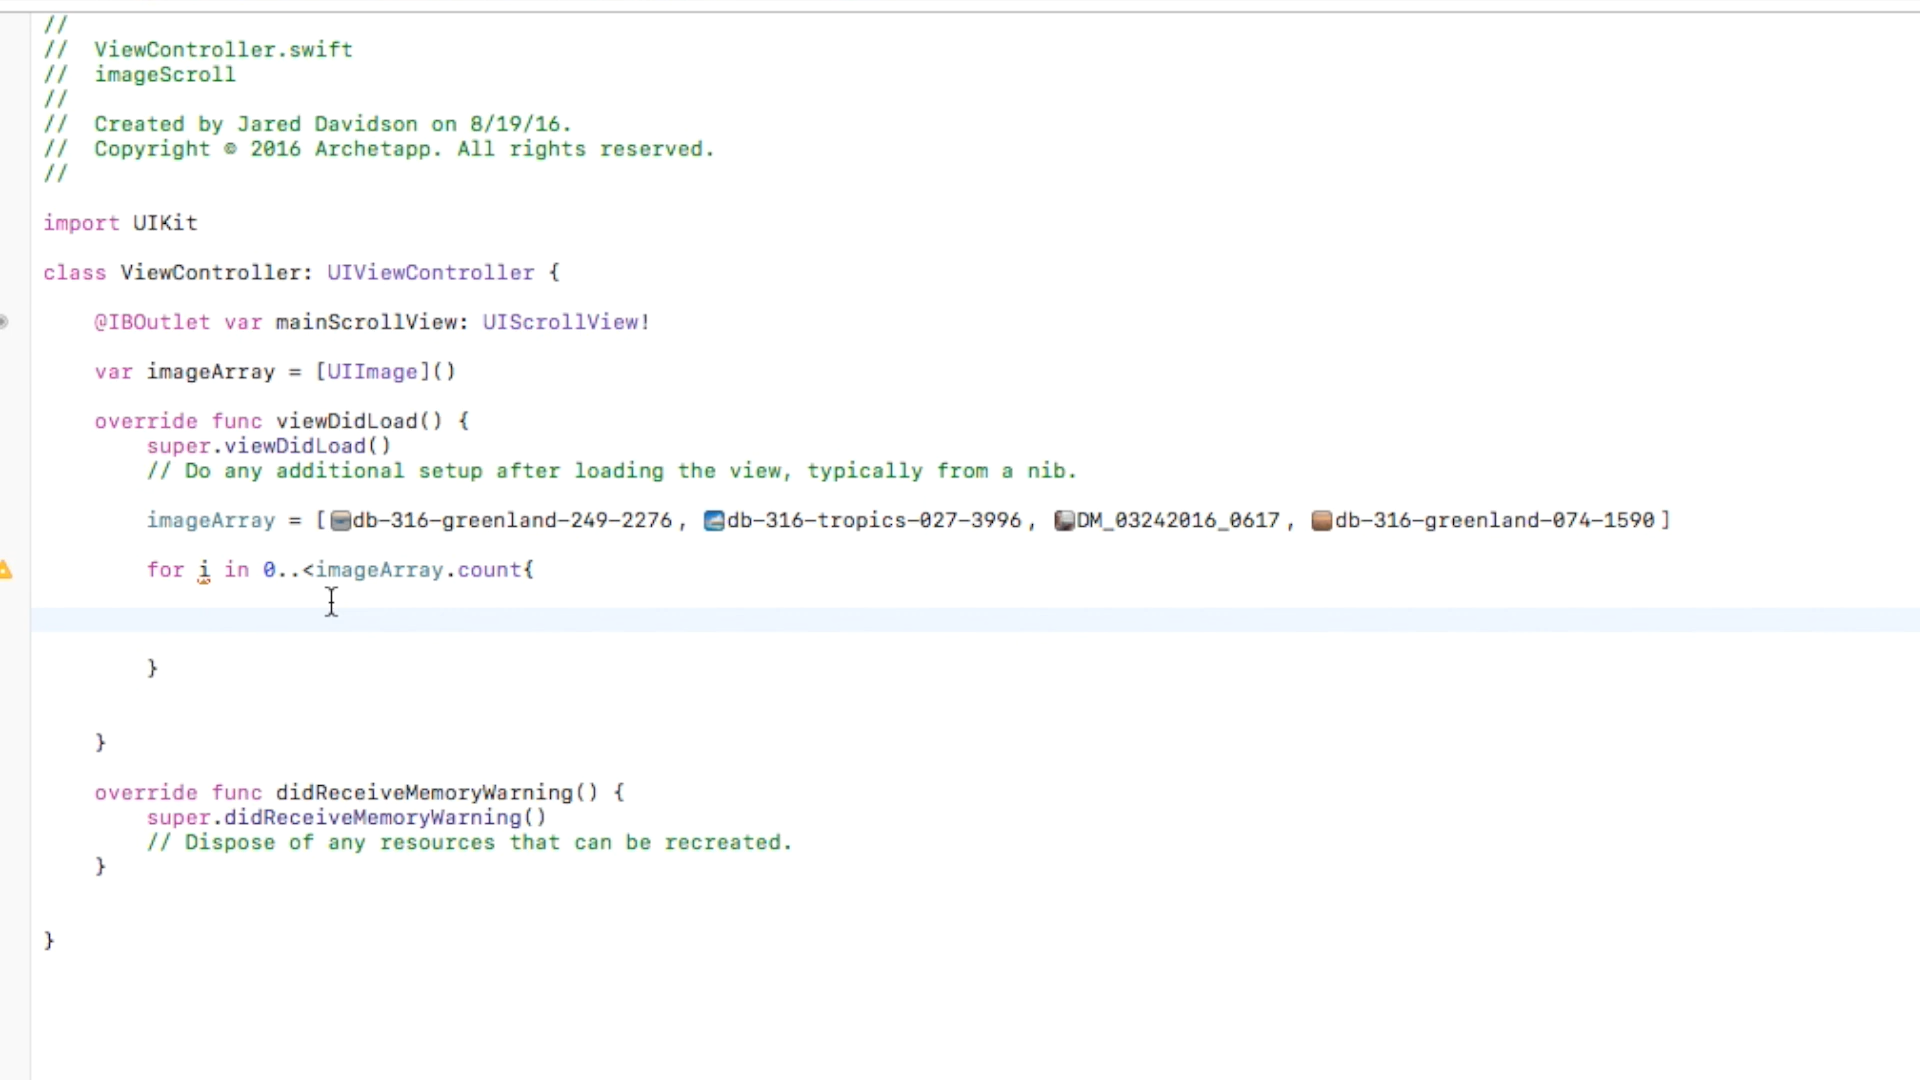 //
//  ViewController.swift
//  imageScroll
//
//  Created by Jared Davidson on 8/19/16.
//  Copyright © 2016 Archetapp. All rights reserved.
//
import UIKit
class ViewController: UIViewController {
@IBOutlet var mainScrollView: UIScrollView!
var imageArray = [UIImage]()
override func viewDidLoad() {
super.viewDidLoad()
// Do any additional setup after loading the view, typically from a nib.
imageArray = [db-316-greenland-249-2276, db-316-tropics-027-3996, DM_03242016_0617, db-316-greenland-074-1590]
for i in 0..<imageArray.count{
}
}
override func didReceiveMemoryWarning() {
super.didReceiveMemoryWarning()
// Dispose of any resources that can be recreated.
}
}